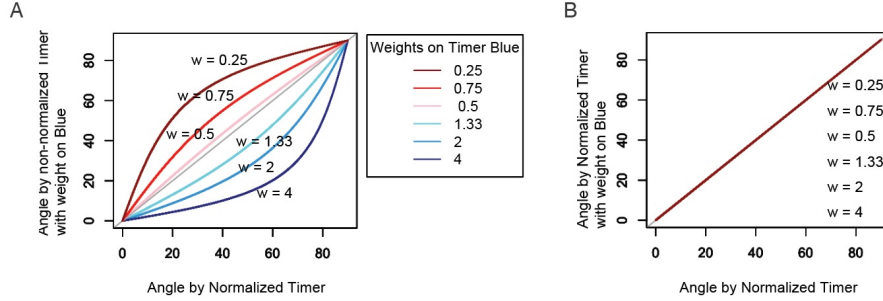 A
Angle by non-normalized Timer
with weight on Blue
80
60
40
20
0
w = 0.25
w = 0.75
w = 0.5
w = 1.33
w = 2
w = 4
0 20 40 60 80
Angle by Normalized Timer
Weights on Timer Blue
0.25
0.75
0.5
1.33
2
4
B
Angle by Normalized Timer
with weight on Blue
80
60
40
20
0
w = 0.25
w = 0.75
w = 0.5
w = 1.33
w = 2
w = 4
0 20 40 60 80
Angle by Normalized Timer